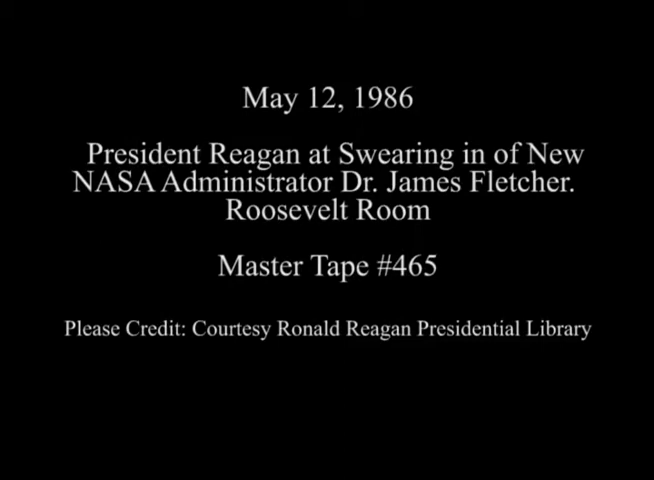 May 12, 1986
President Reagan at Swearing in of New
NASA Administrator Dr. James Fletcher.
Roosevelt Room
Master Tape #465
Please Credit: Courtesy Ronald Reagan Presidential Library